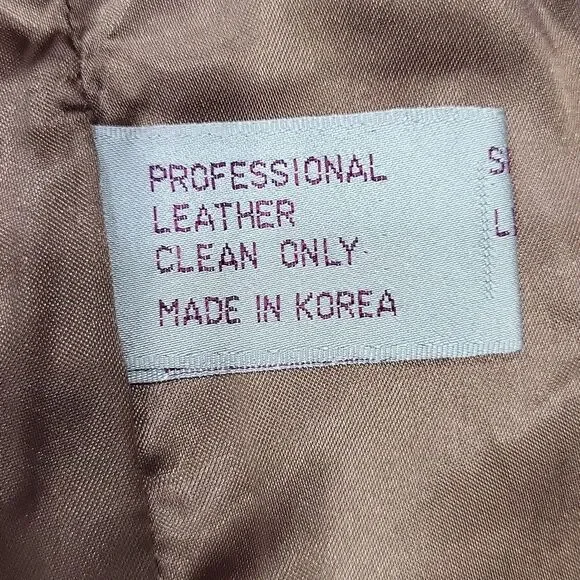 PROFESSIONAL
LEATHER
CLEAN ONLY
MADE IN KOREA